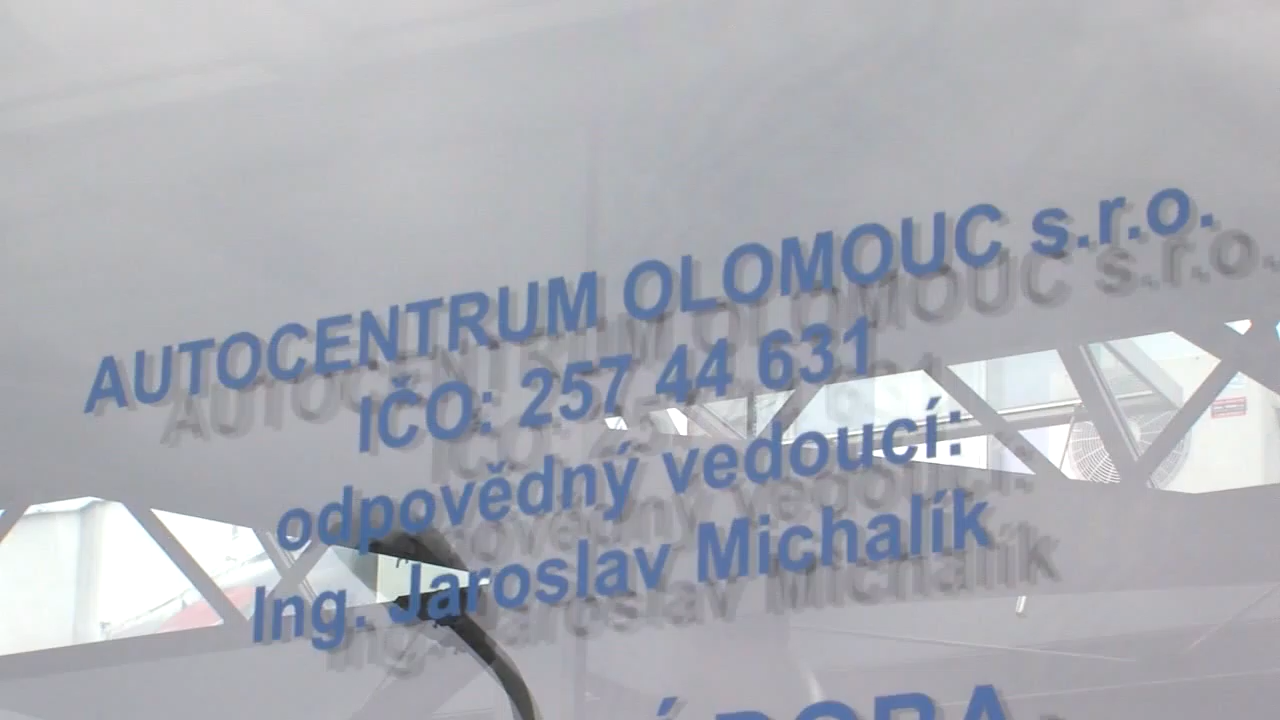 AUTOCENTRUM OLOMOUC s.r.o.
IČO: 257 44 631
odpovědný vedoucí:
Ing. Jaroslav Michalík